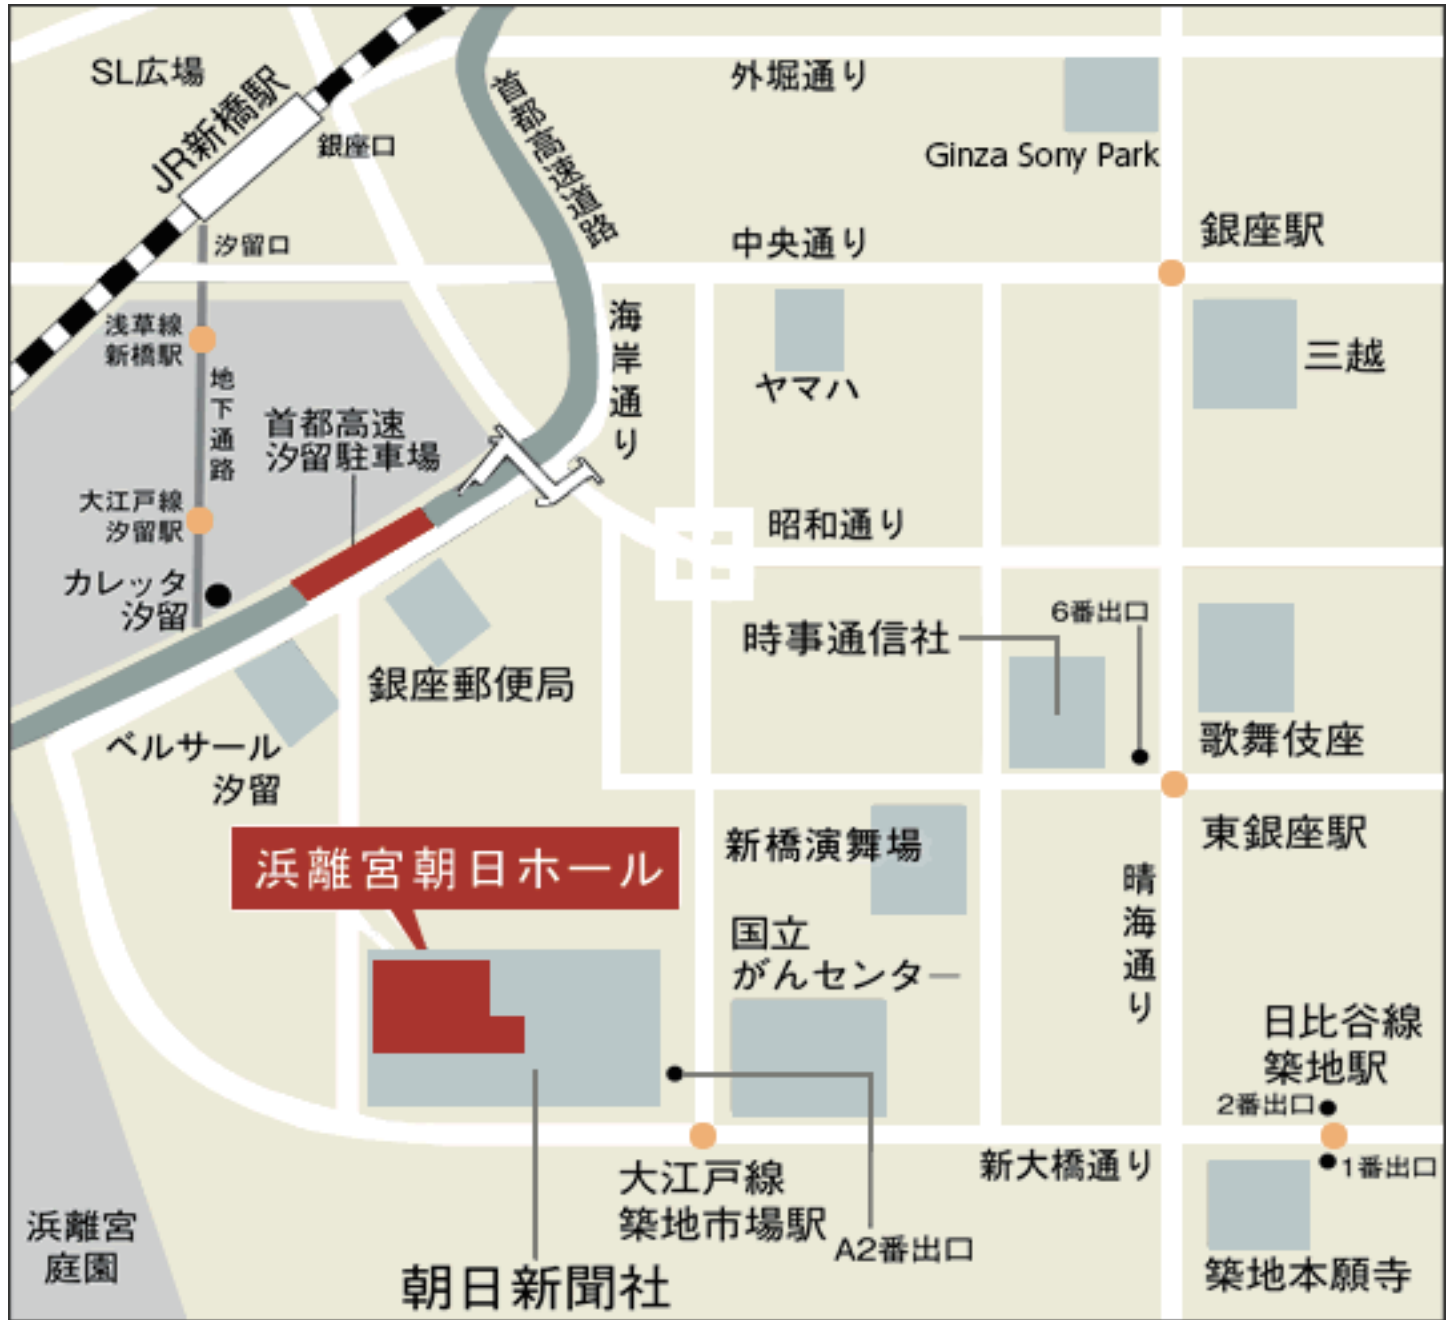 SL広場
JR新橋駅
銀座口
汐留口
首都高速道路
外堀通り
Ginza Sony Park
中央通り
銀座駅
浅草線
新橋駅
地下通路
首都高速
汐留駐車場
海岸通り
ヤマハ
三越
大江戸線
汐留駅
カレッタ
汐留
昭和通り
時事通信社
6番出口
銀座郵便局
歌舞伎座
ベルサール
汐留
東銀座駅
新橋演舞場
浜離宮朝日ホール
晴海通り
国立
がんセンター
日比谷線
築地駅
2番出口
新大橋通り
1番出口
大江戸線
築地市場駅
A2番出口
浜離宮
庭園
朝日新聞社
築地本願寺